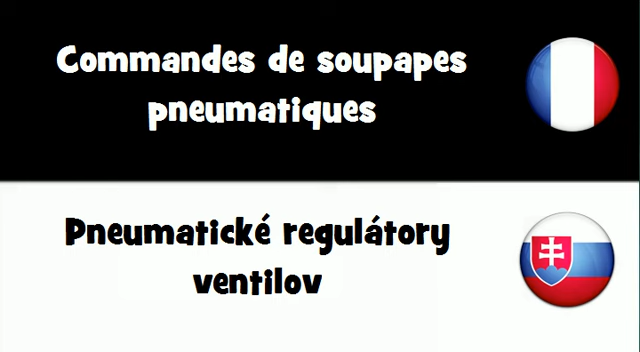 Commandes de soupapes
pneumatiques
Pneumatické regulátory
ventilov